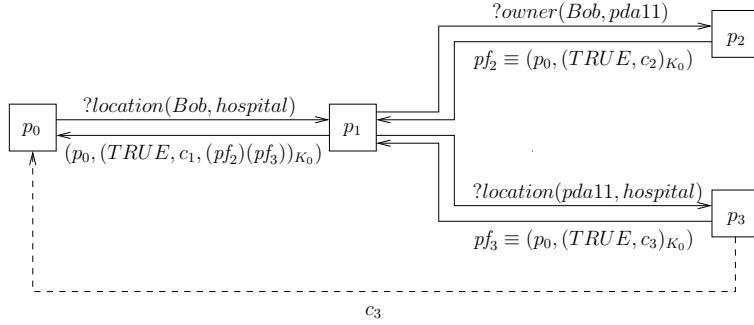 ?owner(Bob, pda11)
p2
pf2 ≡ (p0, (TRUE, c2)K0)
?location(Bob, hospital)
p0
p1
(p0, (TRUE, c1, (pf2)(pf3))K0)
?location(pda11, hospital)
p3
pf3 ≡ (p0, (TRUE, c3)K0)
c3